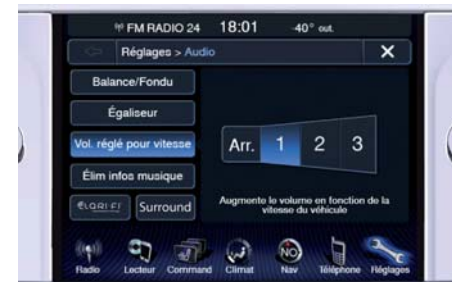 FM RADIO 24 18:01 -40° out.
Réglages > Audio X
Balance/Fondu
Égaliseur
Vol. réglé pour vitesse
Arr. 1 2 3
Élim infos musique
CLARIFI Surround
Augmente le volume en fonction de la
vitesse du véhicule
NO
Radio Lecteur Command Climat Nav Téléphone Réglages